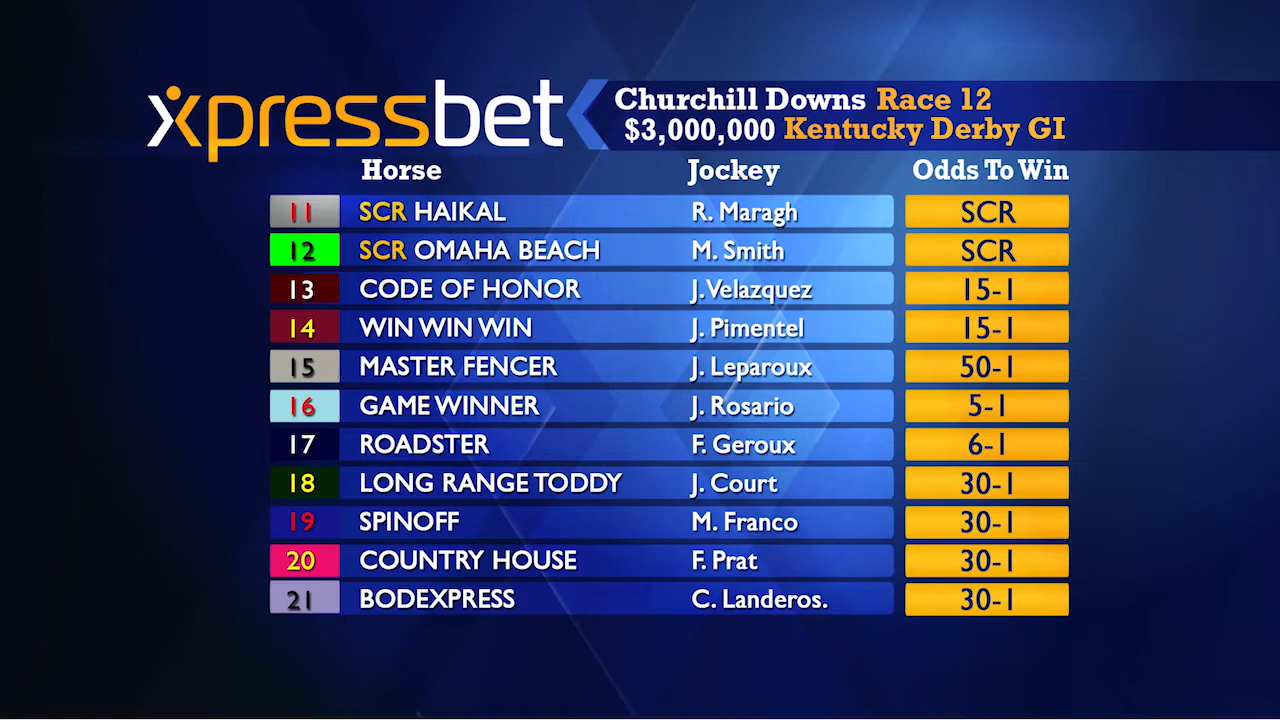 xpressbet
Churchill Downs Race 12
$3,000,000 Kentucky Derby GI
Horse Jockey Odds To Win
11 SCR HAIKAL R. Maragh SCR
12 SCR OMAHA BEACH M. Smith SCR
13 CODE OF HONOR J. Velazquez 15-1
14 WIN WIN WIN J. Pimentel 15-1
15 MASTER FENCER J. Leparoux 50-1
16 GAME WINNER J. Rosario 5-1
17 ROADSTER F. Geroux 6-1
18 LONG RANGE TODDY J. Court 30-1
19 SPINOFF M. Franco 30-1
20 COUNTRY HOUSE F. Prat 30-1
21 BODEXPRESS C. Landeros. 30-1